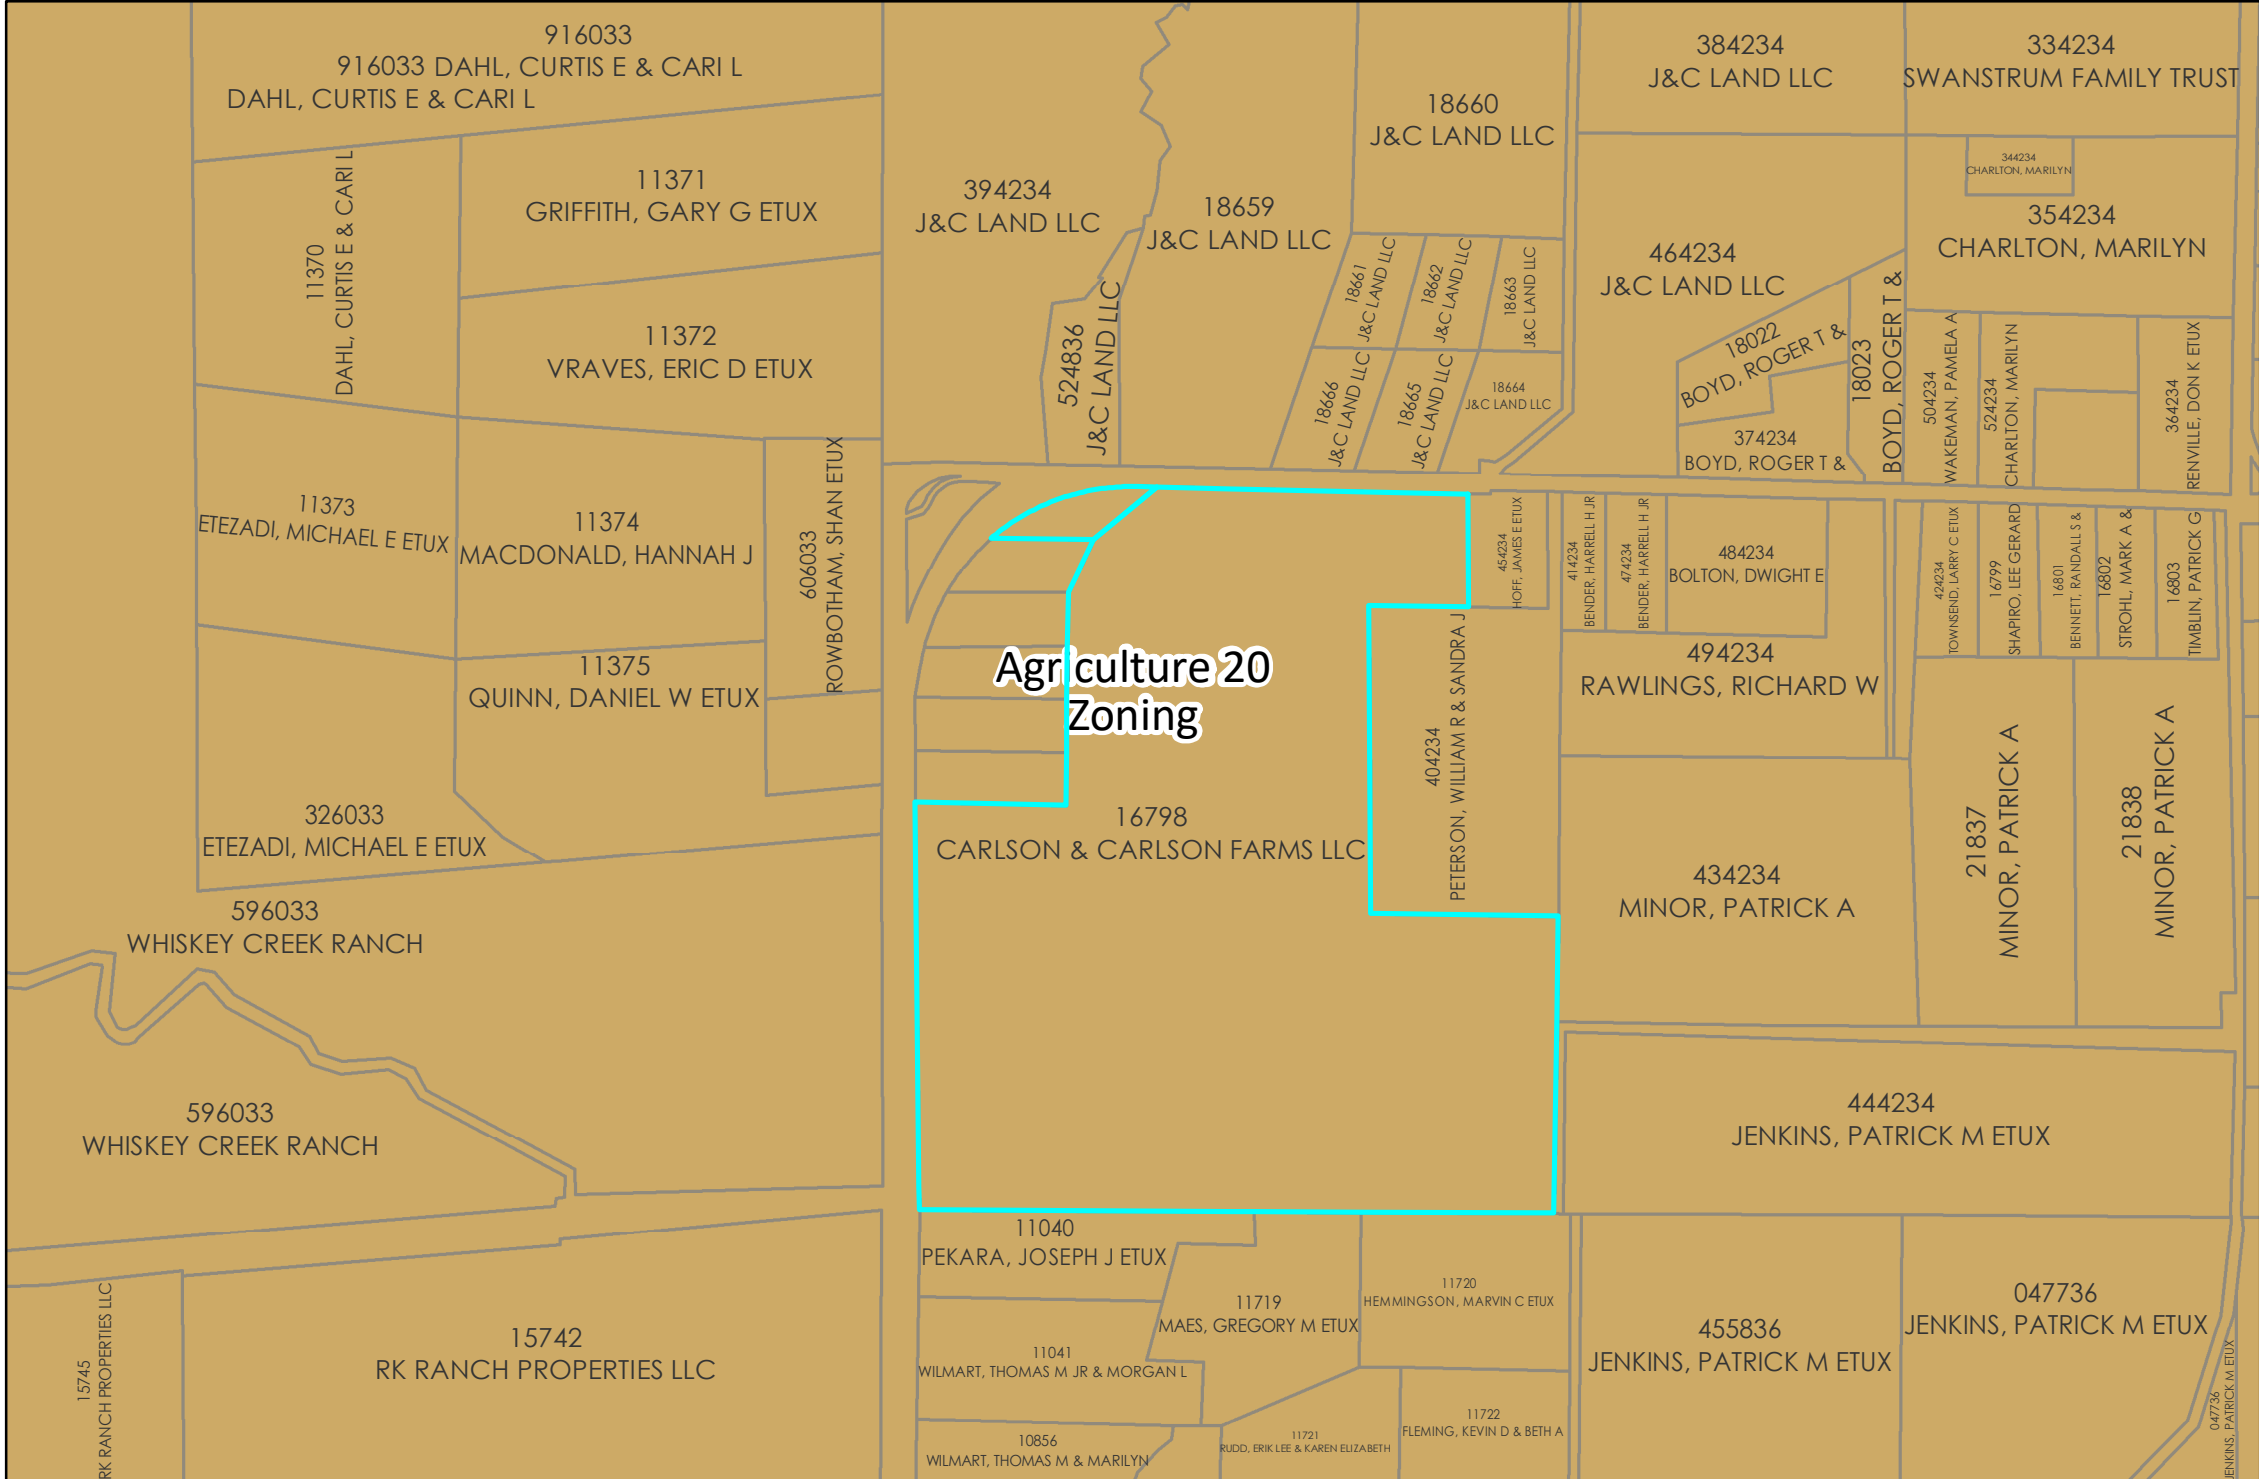 916033
916033 DAHL, CURTIS E & CARI L
DAHL, CURTIS E & CARI L
384234
J&C LAND LLC
334234
SWANSTRUM FAMILY TRUST
18660
J&C LAND LLC
344234
CHARLTON, MARILYN
11370
DAHL, CURTIS E & CARI L
11371
GRIFFITH, GARY G ETUX
394234
J&C LAND LLC
18659
J&C LAND LLC
354234
CHARLTON, MARILYN
464234
J&C LAND LLC
18661
J&C LAND LLC
18662
J&C LAND LLC
18663
J&C LAND LLC
11372
VRAVES, ERIC D ETUX
524836
J&C LAND LLC
18666
J&C LAND LLC
18665
J&C LAND LLC
18664
J&C LAND LLC
18022
BOYD, ROGER T &
18023
BOYD, ROGER T &
374234
BOYD, ROGER T &
504234
WAKEMAN, PAMELA A
524234
CHARLTON, MARILYN
364234
RENVILLE, DON K ETUX
11373
ETEZADI, MICHAEL E ETUX
11374
MACDONALD, HANNAH J
606033
ROWBOTHAM, SHAN ETUX
454234
HOFF, JAMES E ETUX
414234
BENDER, HARRELL H JR
474234
BENDER, HARRELL H JR
484234
BOLTON, DWIGHT E
424234
TOWNSEND, LARRY C ETUX
16799
SHAPIRO, LEE GERARD
16801
BENNETT, RANDALL S &
16802
STROHL, MARK A &
16803
TIMBLIN, PATRICK G
11375
QUINN, DANIEL W ETUX
Agriculture 20
Zoning
404234
PETERSON, WILLIAM R & SANDRA J
494234
RAWLINGS, RICHARD W
326033
ETEZADI, MICHAEL E ETUX
16798
CARLSON & CARLSON FARMS LLC
434234
MINOR, PATRICK A
21837
MINOR, PATRICK A
21838
MINOR, PATRICK A
596033
WHISKEY CREEK RANCH
596033
WHISKEY CREEK RANCH
444234
JENKINS, PATRICK M ETUX
11040
PEKARA, JOSEPH J ETUX
11719
MAES, GREGORY M ETUX
11720
HEMMINGSON, MARVIN C ETUX
15745
RK RANCH PROPERTIES LLC
15742
RK RANCH PROPERTIES LLC
11041
WILMART, THOMAS M JR & MORGAN L
455836
JENKINS, PATRICK M ETUX
047736
JENKINS, PATRICK M ETUX
047736
JENKINS, PATRICK M ETUX
10856
WILMART, THOMAS M & MARILYN
11721
RUDD, ERIK LEE & KAREN ELIZABETH
11722
FLEMING, KEVIN D & BETH A